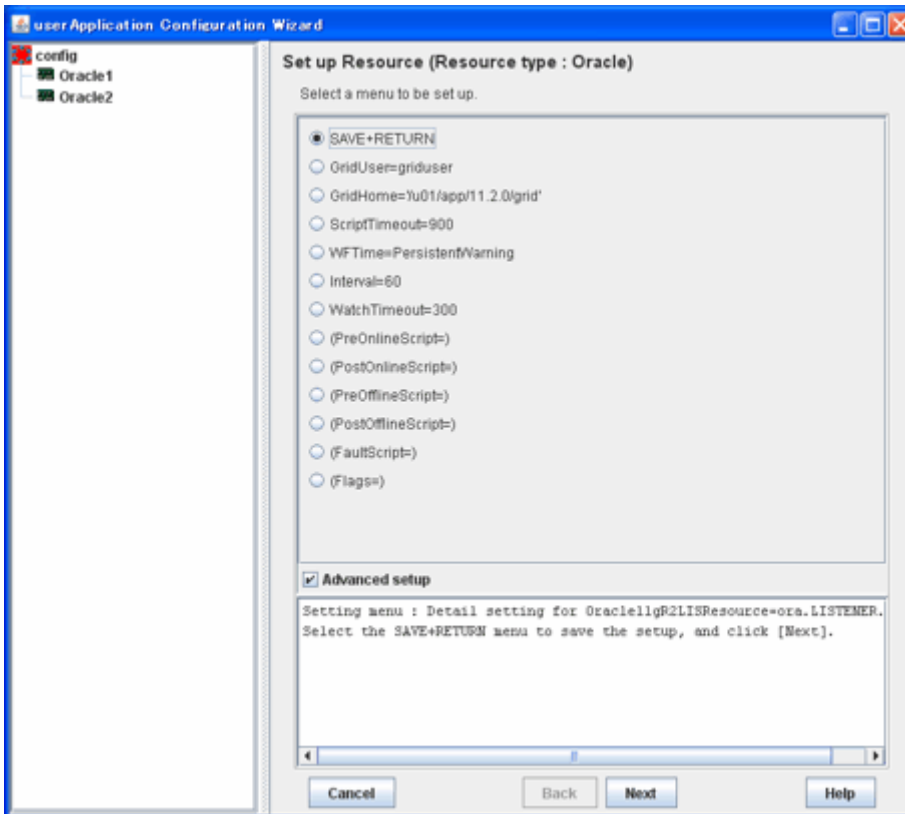 userApplication Configuration Wizard
config
Oracle1
Oracle2
Set up Resource (Resource type : Oracle)
Select a menu to be set up.
SAVE+RETURN
GridUser=griduser
GridHome='/u01/app/11.2.0/grid'
ScriptTimeout=900
WFTime=PersistentWarning
Interval=60
WatchTimeout=300
(PreOnlineScript=)
(PostOnlineScript=)
(PreOfflineScript=)
(PostOfflineScript=)
(FaultScript=)
(Flags=)
Advanced setup
Setting menu : Detail setting for Oracle11gR2LISResource=ora.LISTENER.
Select the SAVE+RETURN menu to save the setup, and click [Next].
Cancel Back Next Help